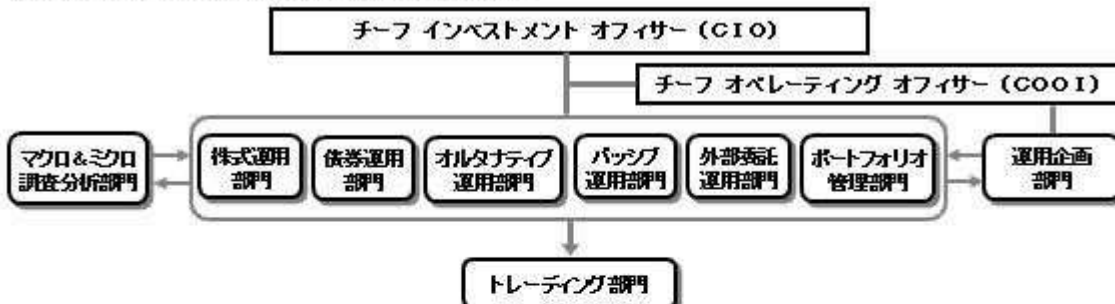 チーフ インベストメント オフィサー (CIO)
チーフ オペレーティング オフィサー (COOI)
マクロ&ミクロ
調査分析部門
株式運用
部門
債券運用
部門
オルタナティブ
運用部門
パッシブ
運用部門
外部委託
運用部門
ポートフォリオ
管理部門
運用企画
部門
トレーディング部門